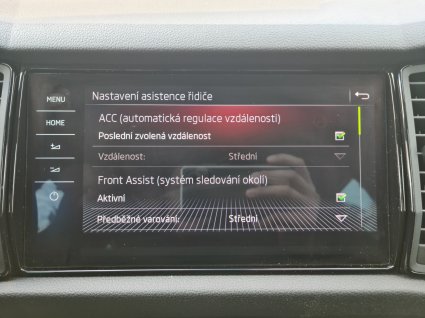 Nastavení asistence řidiče
MENU
ACC (automatická regulace vzdálenosti)
HOME
Poslední zvolená vzdálenost
Vzdálenost: Střední
Front Assist (systém sledování okolí)
Aktivní
Předběžné varování: Střední